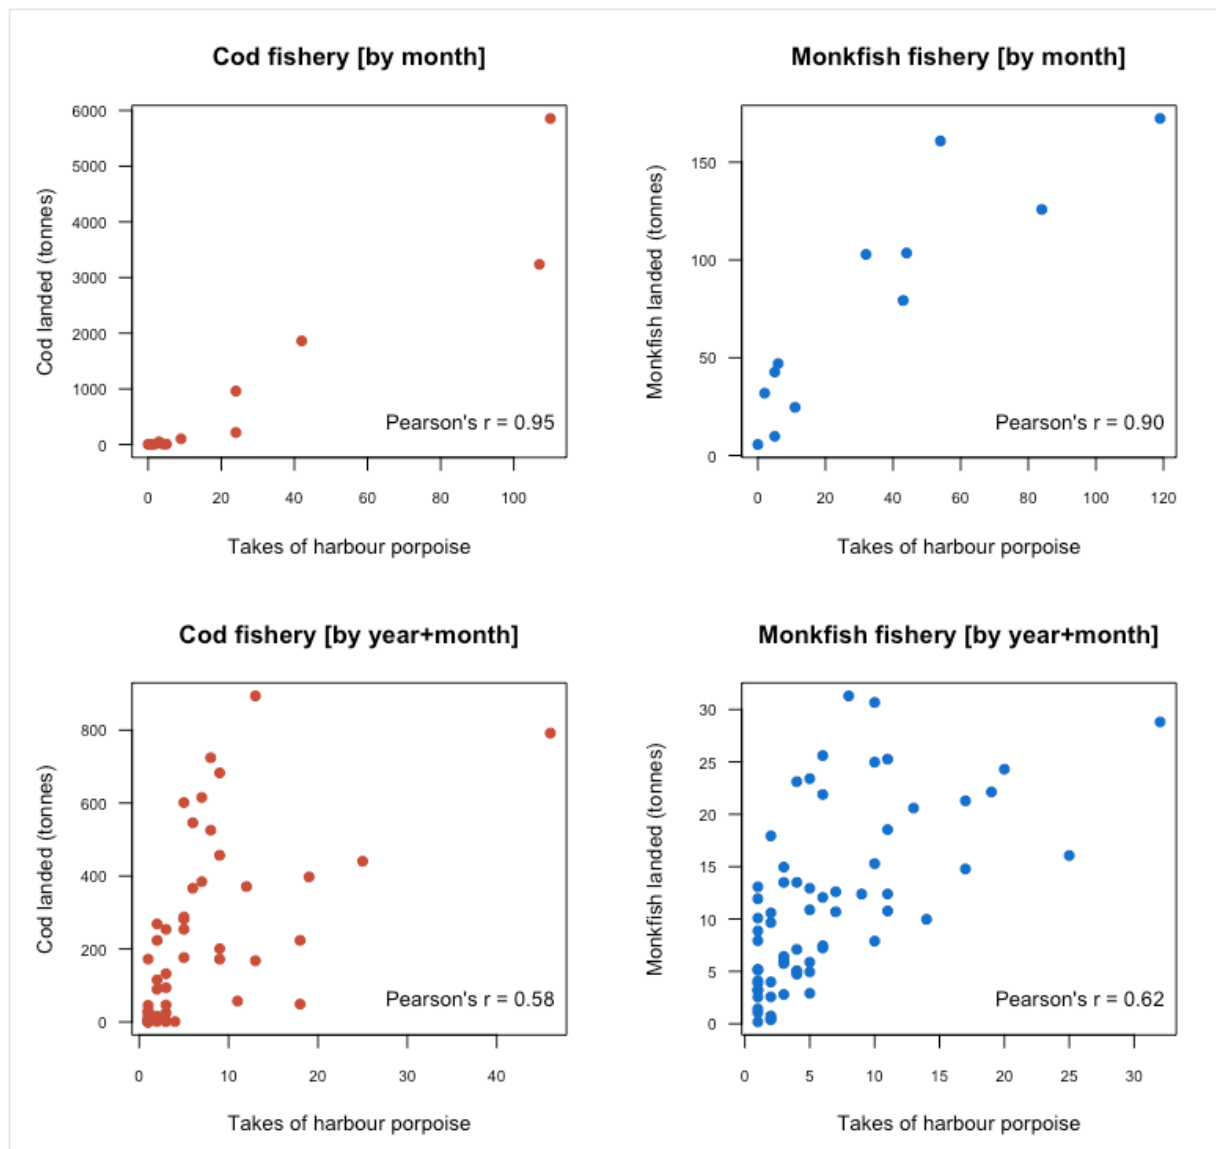 Cod fishery [by month]
Cod landed (tonnes)
6000
5000
4000
3000
2000
1000
0
Pearson's r = 0.95
0 20 40 60 80 100
Takes of harbour porpoise
Monkfish fishery [by month]
Monkfish landed (tonnes)
150
100
50
0
Pearson's r = 0.90
0 20 40 60 80 100 120
Takes of harbour porpoise
Cod fishery [by year+month]
Cod landed (tonnes)
800
600
400
200
0
Pearson's r = 0.58
0 10 20 30 40
Takes of harbour porpoise
Monkfish fishery [by year+month]
Monkfish landed (tonnes)
30
25
20
15
10
5
0
Pearson's r = 0.62
0 5 10 15 20 25 30
Takes of harbour porpoise